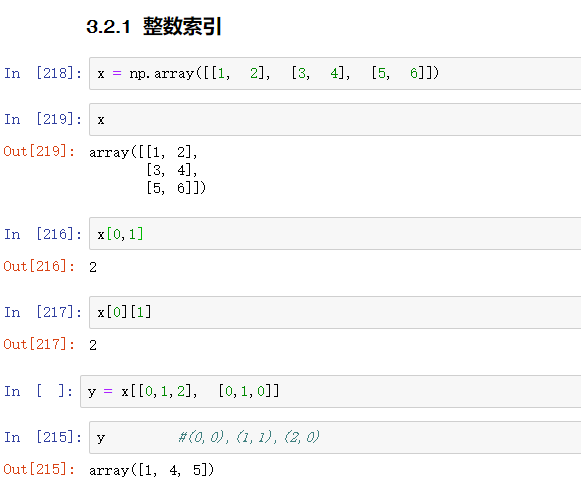 3.2.1 整数索引
In [218]: x = np.array([[1, 2], [3, 4], [5, 6]])
In [219]: x
Out[219]: array([[1, 2],
[3, 4],
[5, 6]])
In [216]: x[0,1]
Out[216]: 2
In [217]: x[0][1]
Out[217]: 2
In [ ]: y = x[[0,1,2], [0,1,0]]
In [215]: y #(0,0),(1,1),(2,0)
Out[215]: array([1, 4, 5])